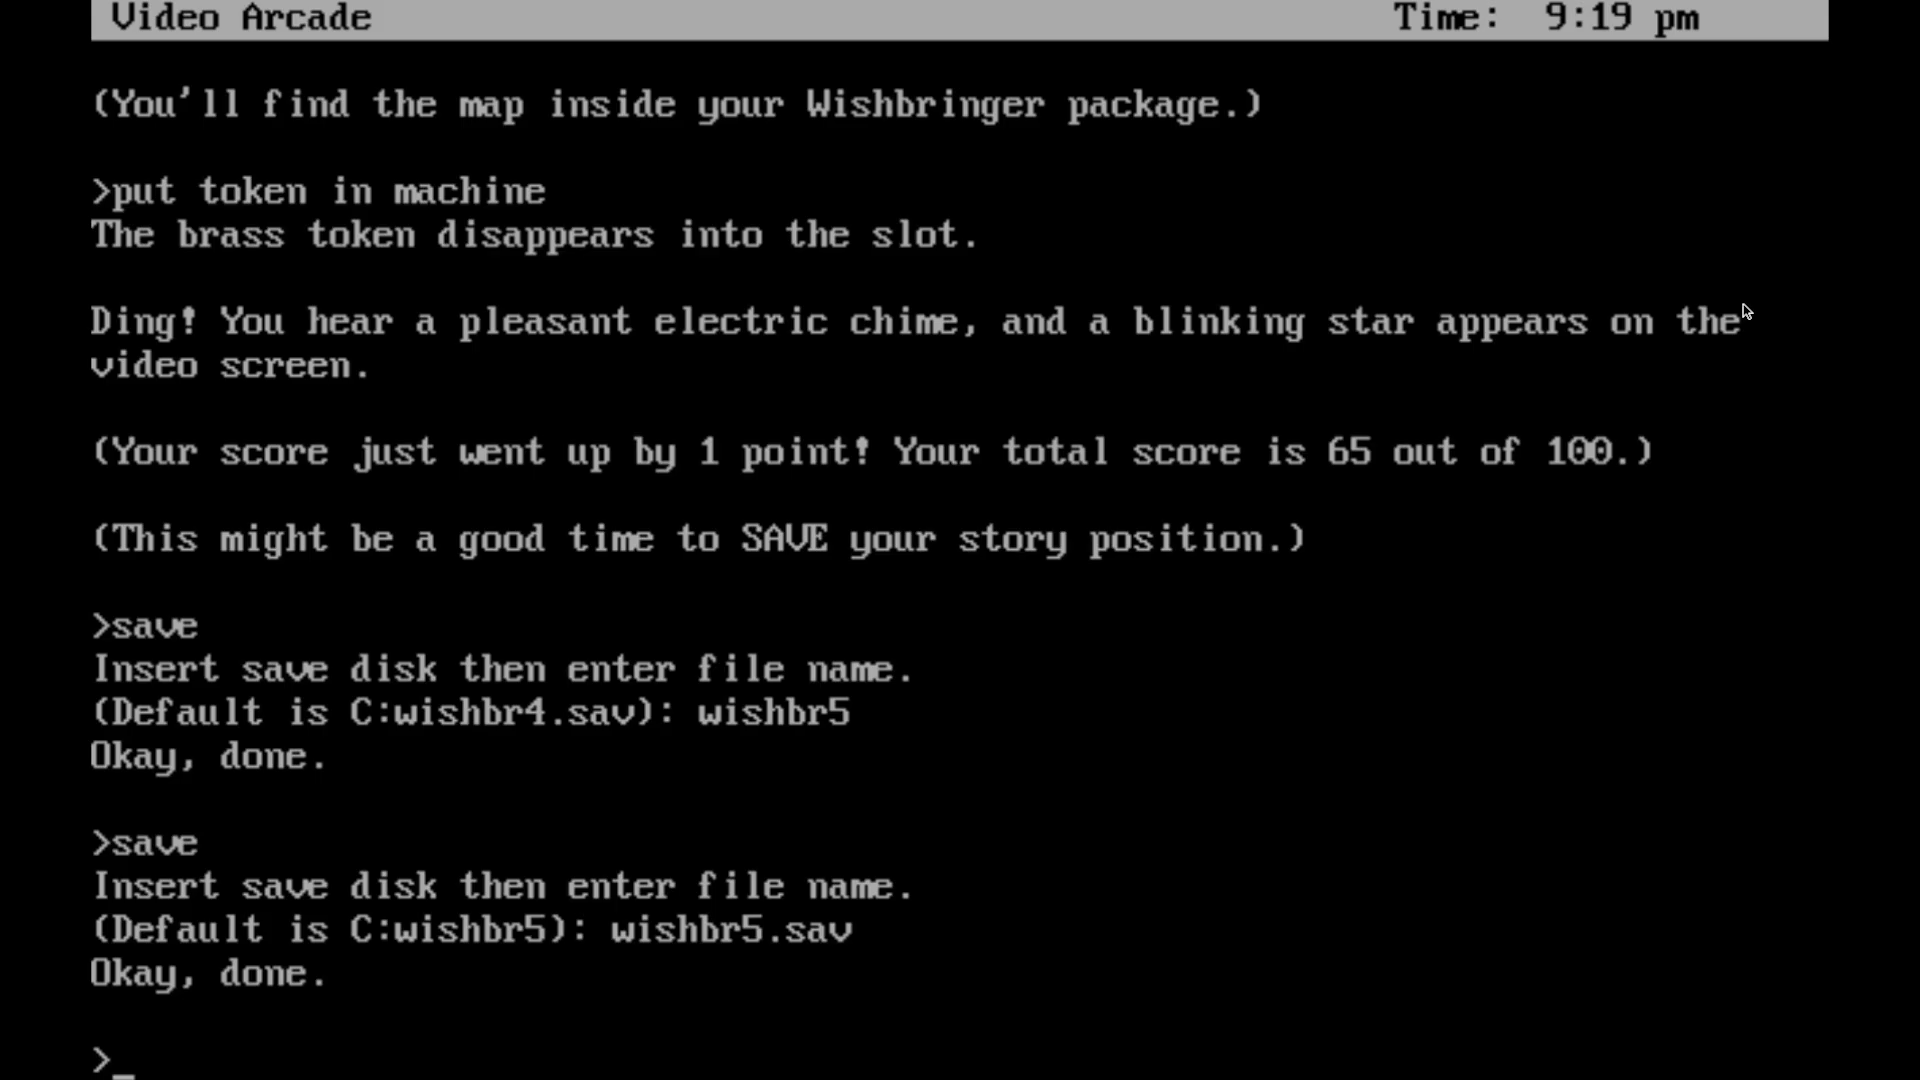 Video Arcade Time: 9:19 pm
(You'll find the map inside your Wishbringer package.)
>put token in machine
The brass token disappears into the slot.
Ding! You hear a pleasant electric chime, and a blinking star appears on the
video screen.
(Your score just went up by 1 point! Your total score is 65 out of 100.)
(This might be a good time to SAVE your story position.)
>save
Insert save disk then enter file name.
(Default is C:wishbr4.sav): wishbr5
Okay, done.
>save
Insert save disk then enter file name.
(Default is C:wishbr5): wishbr5.sav
Okay, done.
>_